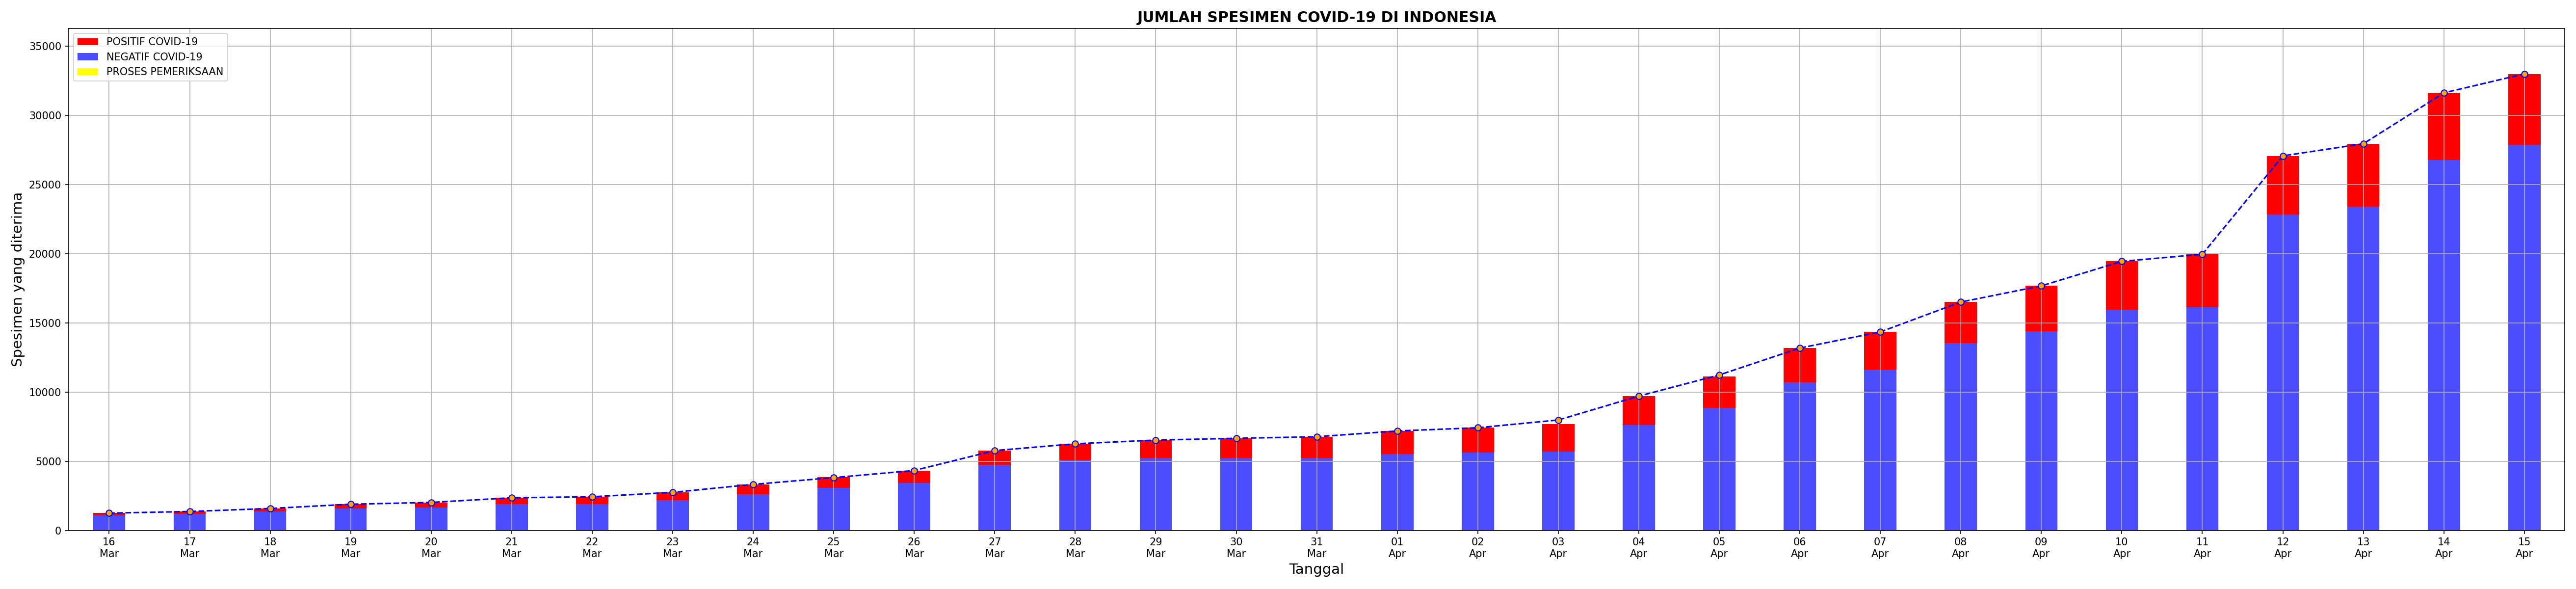 JUMLAH SPESIMEN COVID-19 DI INDONESIA
POSITIF COVID-19
NEGATIF COVID-19
PROSES PEMERIKSAAN
Spesimen yang diterima
35000
30000
25000
20000
15000
10000
5000
0
16 17 18 19 20 21 22 23 24 25 26 27 28 29 30 31 01 02 03 04 05 06 07 08 09 10 11 12 13 14 15
Mar Mar Mar Mar Mar Mar Mar Mar Mar Mar Mar Mar Mar Mar Mar Mar Apr Apr Apr Apr Apr Apr Apr Apr Apr Apr Apr Apr Apr Apr Apr
Tanggal